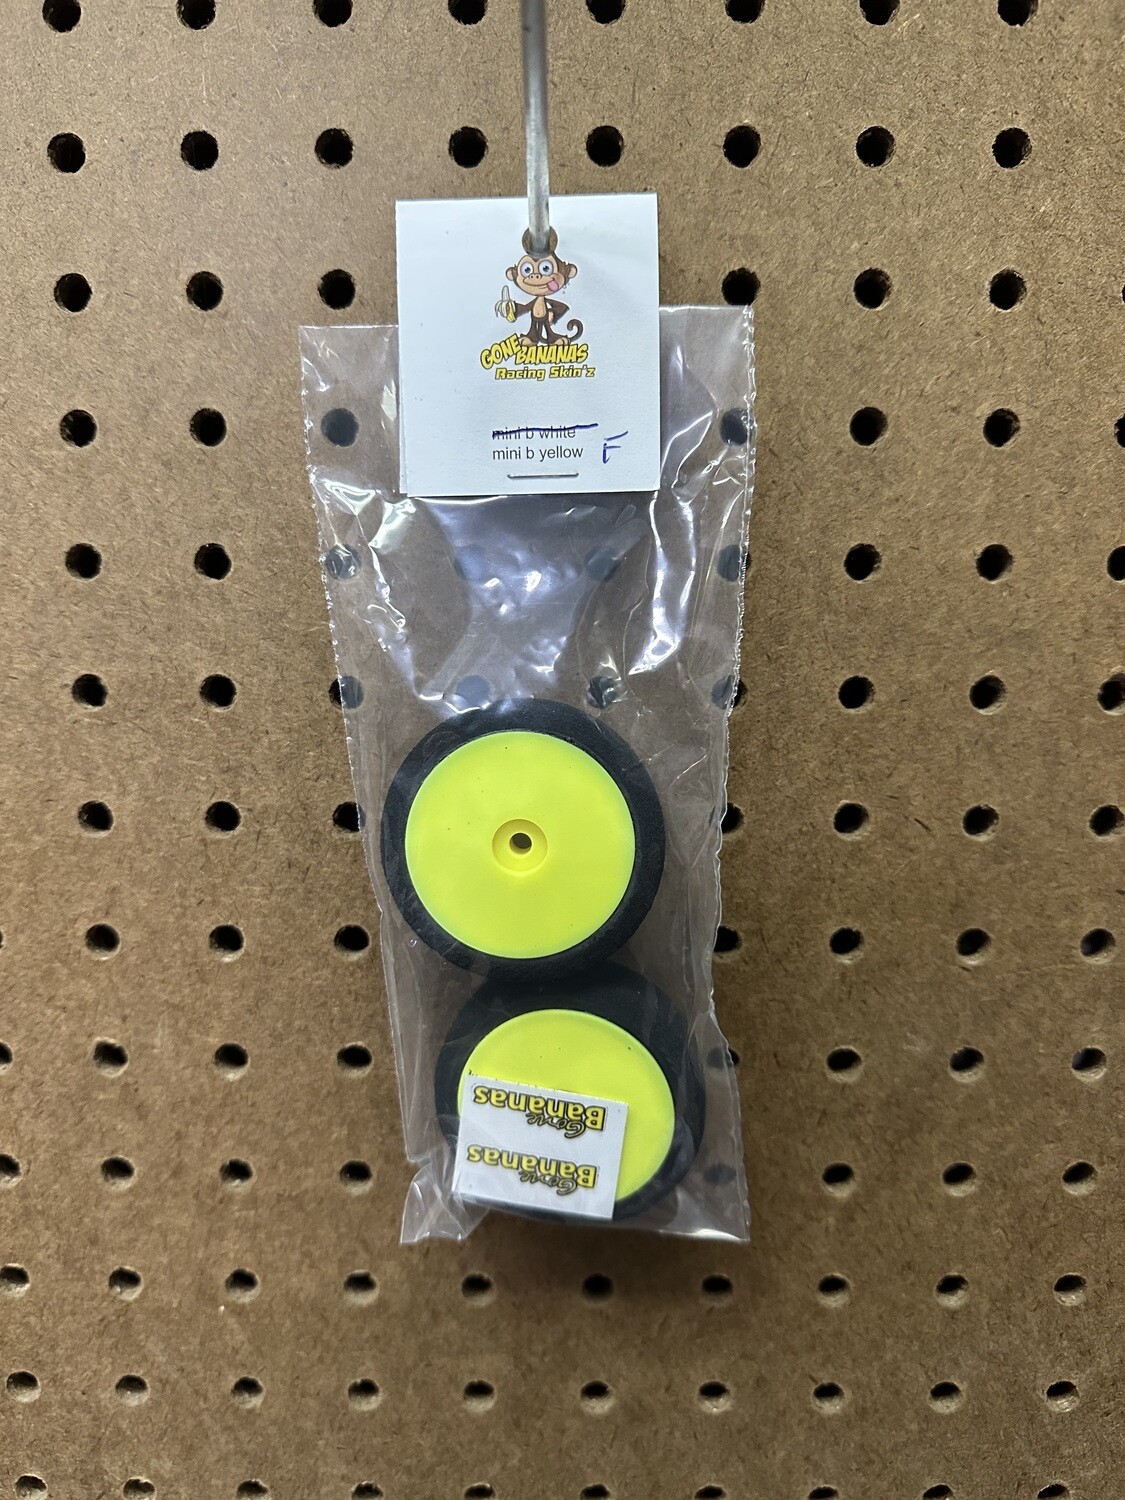 GONE
BANANAS
Racing Skin'z
mini b white
mini b yellow F
Gone
Bananas
Gone
Bananas